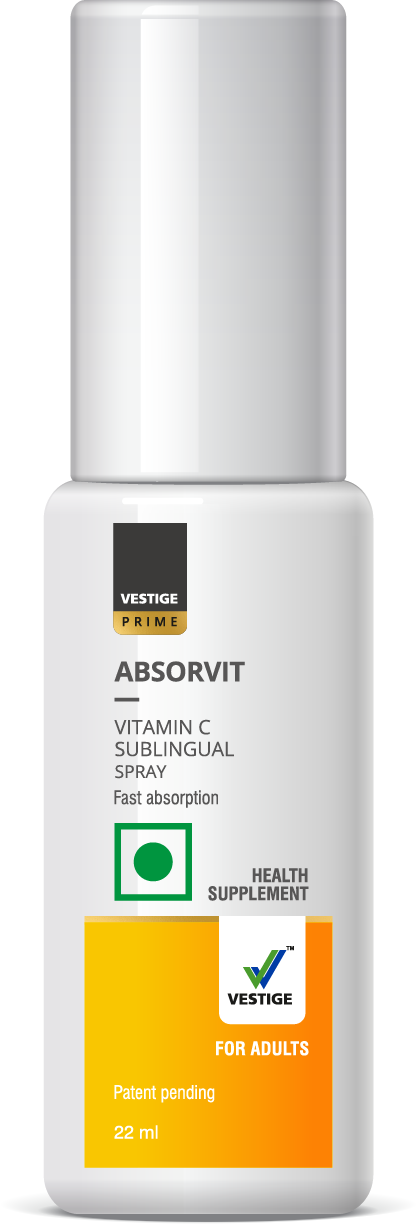 VESTIGE
PRIME
ABSORVIT
VITAMIN C
SUBLINGUAL
SPRAY
Fast absorption
HEALTH
SUPPLEMENT
™
VESTIGE
FOR ADULTS
Patent pending
22 ml